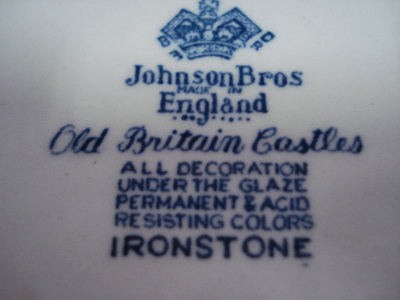 Johnson Bros
MADE IN
England
Old Britain Castles
ALL DECORATION
UNDER THE GLAZE
PERMANENT & ACID
RESISTING COLORS
IRONSTONE